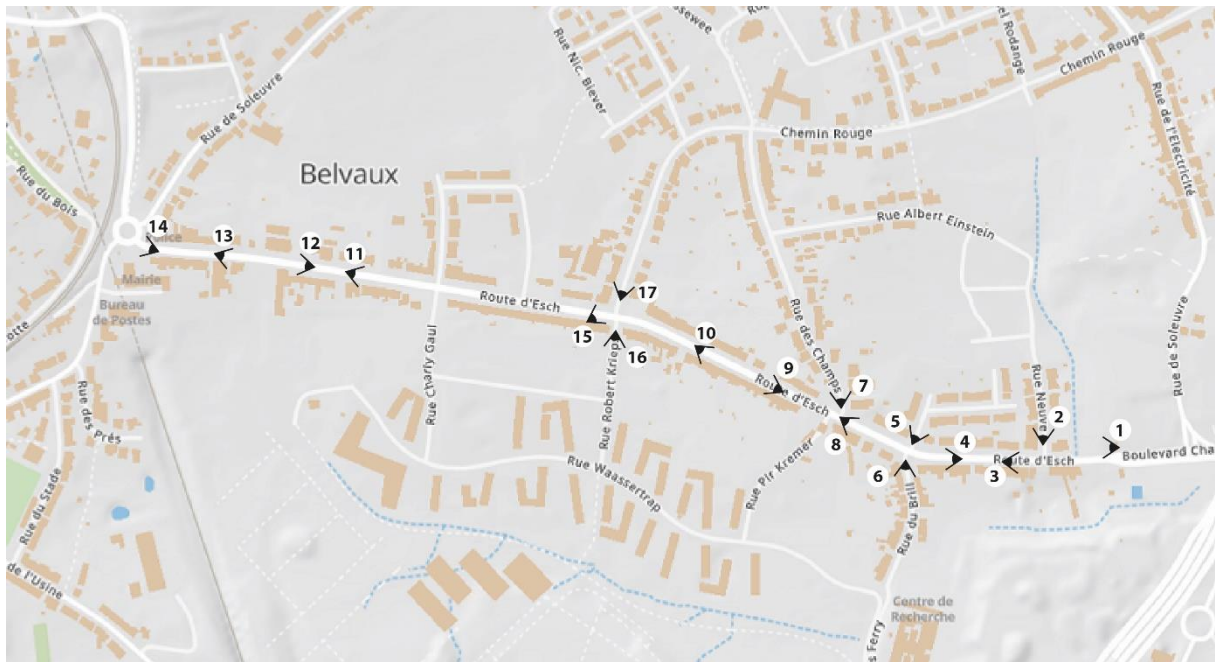 Rue Nic. Biever
Chemin Rouge
Rue de Soleuvre
Chemin Rouge
Rue de l'Electricité
Rue du Bois
Belvaux
Rue Albert Einstein
14
13
12
11
Mairie
Bureau
de Postes
Route d'Esch
17
15
16
10
Rue des Champs
Rue de Soleuvre
9
7
Route d'Esch
8
Rue Charly Gaul
Rue Robert Krieps
Rue Neuve
5
2
1
4
Route d'Esch
Boulevard Cha
3
6
Rue des Prés
Rue Waassertrap
Rue Pir Kremer
Rue du Brill
Rue du Stade
de l'Usine
Centre de
Recherche
s Ferry